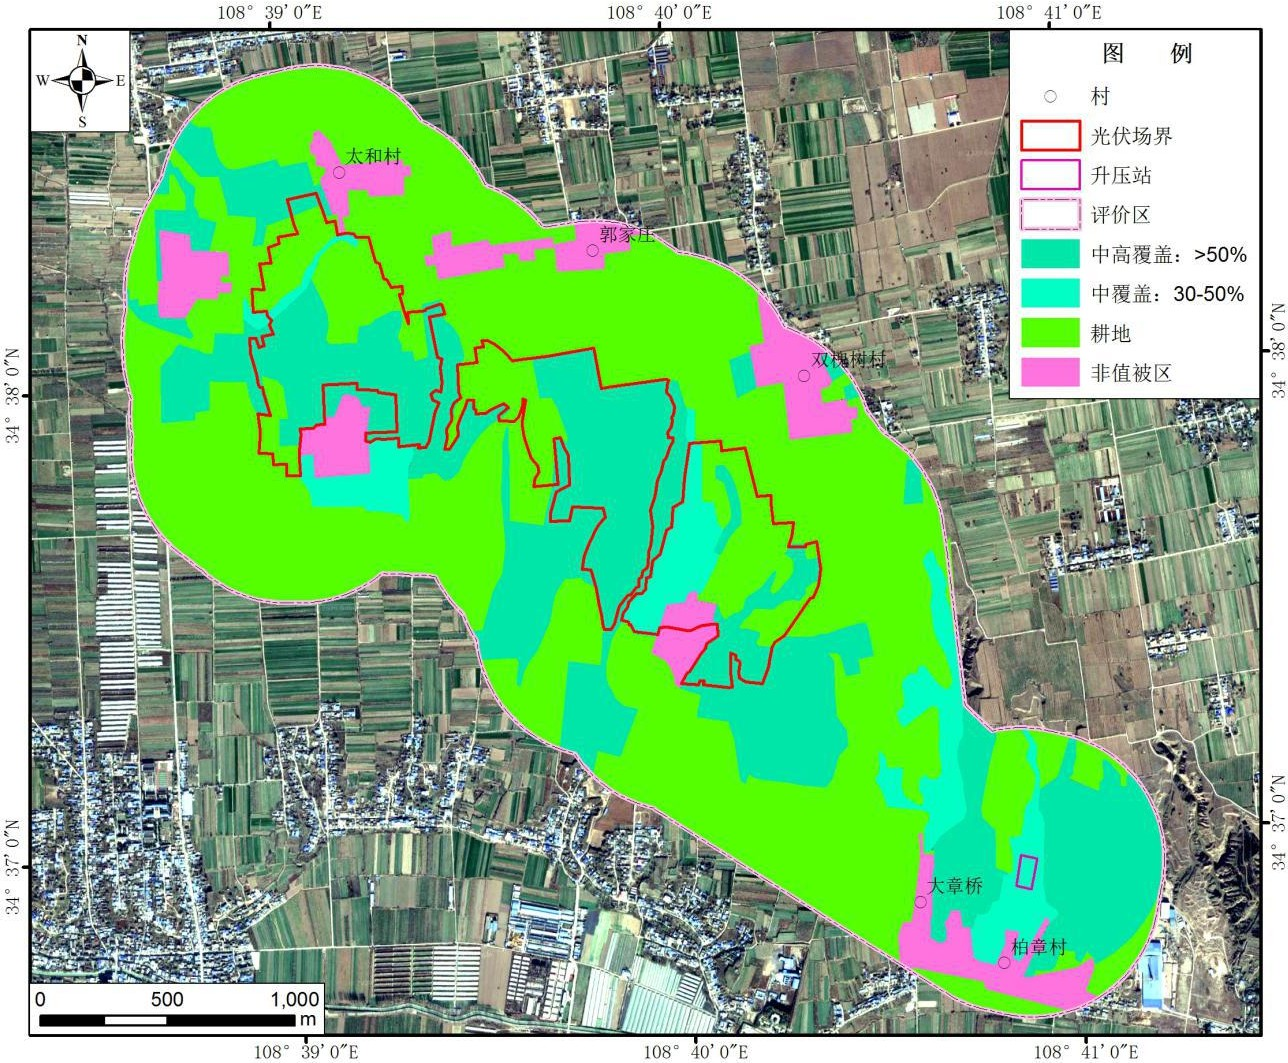 108° 39′ 0″E
108° 40′ 0″E
108° 41′ 0″E
N
W
E
S
图 例
村
光伏场界
升压站
评价区
中高覆盖：>50%
中覆盖：30-50%
耕地
非值被区
太和村
郭家庄
双槐树村
大章桥
柏章村
34° 38′ 0″N
34° 38′ 0″N
34° 37′ 0″N
34° 37′ 0″N
0 500 1,000
m
108° 39′ 0″E
108° 40′ 0″E
108° 41′ 0″E